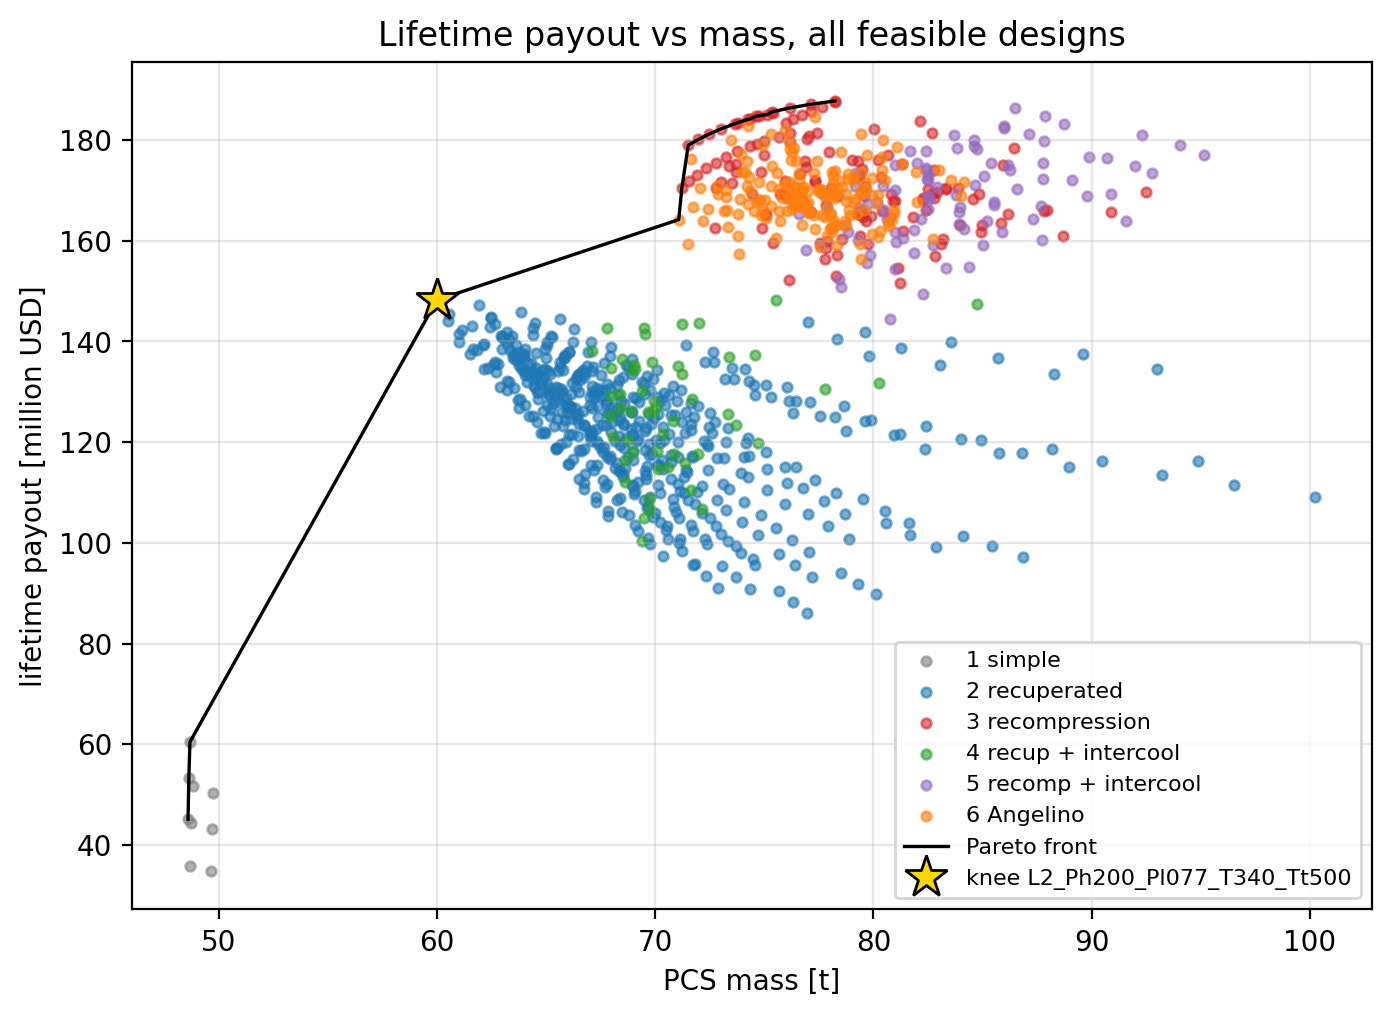 Lifetime payout vs mass, all feasible designs
lifetime payout [million USD]
180
160
140
120
100
80
60
40
50
60
70
80
90
100
PCS mass [t]
1 simple
2 recuperated
3 recompression
4 recup + intercool
5 recomp + intercool
6 Angelino
Pareto front
knee L2_Ph200_Pl077_T340_Tt500